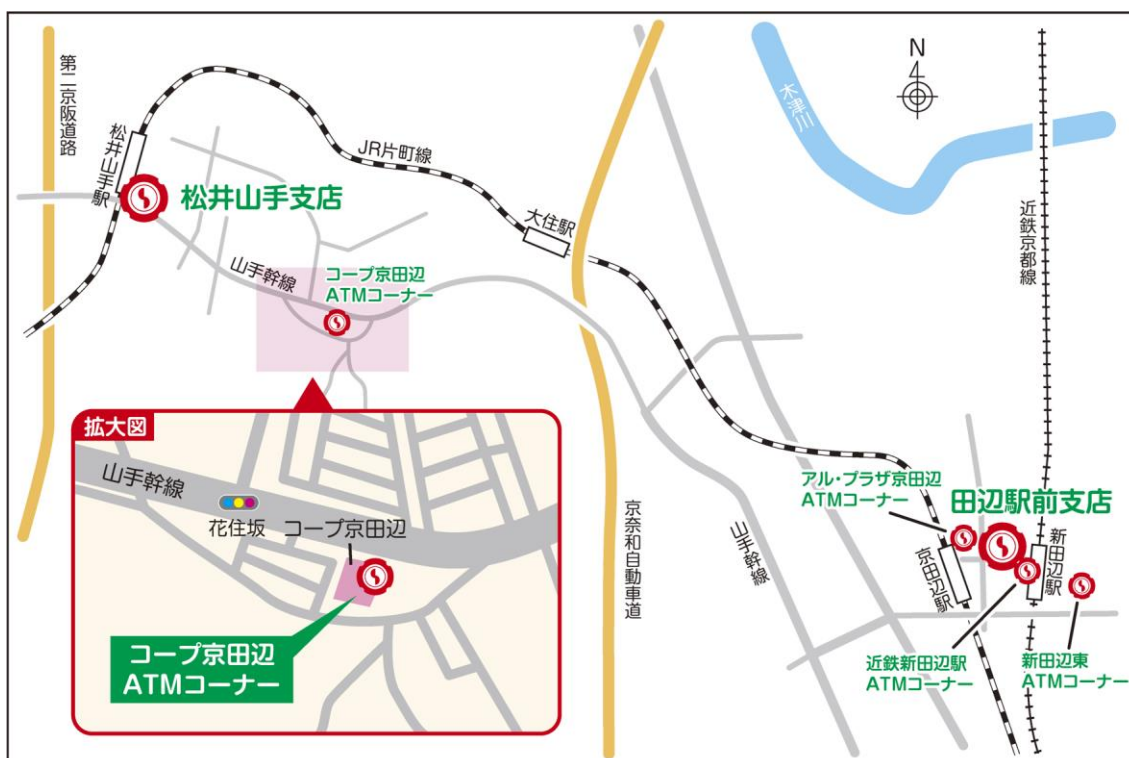 第二京阪道路
松井山手駅
松井山手支店
JR片町線
大住駅
木津川
N
近鉄京都線
山手幹線
コープ京田辺
ATMコーナー
拡大図
山手幹線
花住坂
コープ京田辺
コープ京田辺
ATMコーナー
京奈和自動車道
山手幹線
アル・プラザ京田辺
ATMコーナー
田辺駅前支店
京田辺駅
新田辺駅
近鉄新田辺駅
ATMコーナー
新田辺東
ATMコーナー